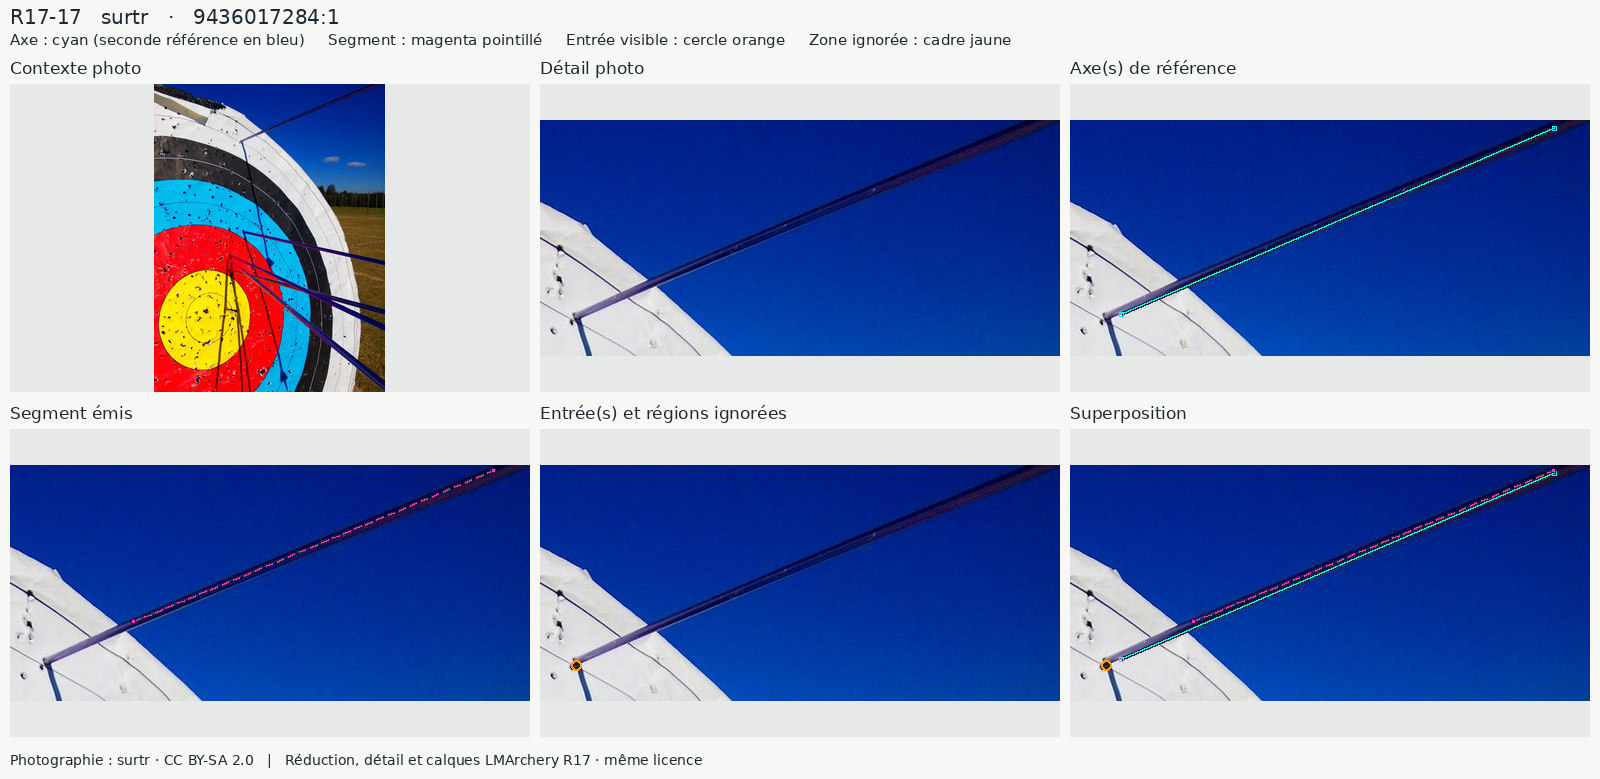 R17-17 surtr · 9436017284:1
Axe : cyan (seconde référence en bleu) Segment : magenta pointillé Entrée visible : cercle orange Zone ignorée : cadre jaune
Contexte photo Détail photo Axe(s) de référence
Segment émis Entrée(s) et régions ignorées Superposition
Photographie : surtr · CC BY-SA 2.0 | Réduction, détail et calques LMArchery R17 · même licence